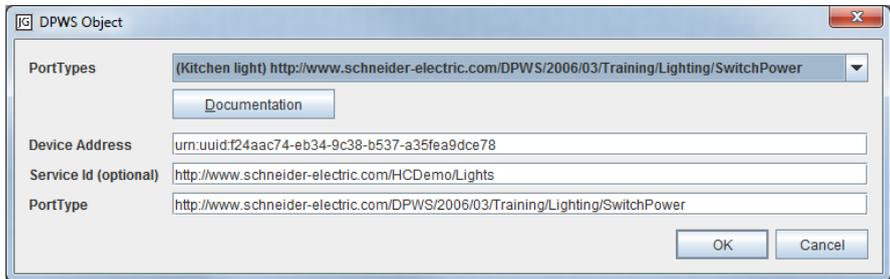 JG DPWS Object
PortTypes (Kitchen light) http://www.schneider-electric.com/DPWS/2006/03/Training/Lighting/SwitchPower
Documentation
Device Address urn:uuid:f24aac74-eb34-9c38-b537-a35fea9dce78
Service Id (optional) http://www.schneider-electric.com/HCDemo/Lights
PortType http://www.schneider-electric.com/DPWS/2006/03/Training/Lighting/SwitchPower
OK Cancel